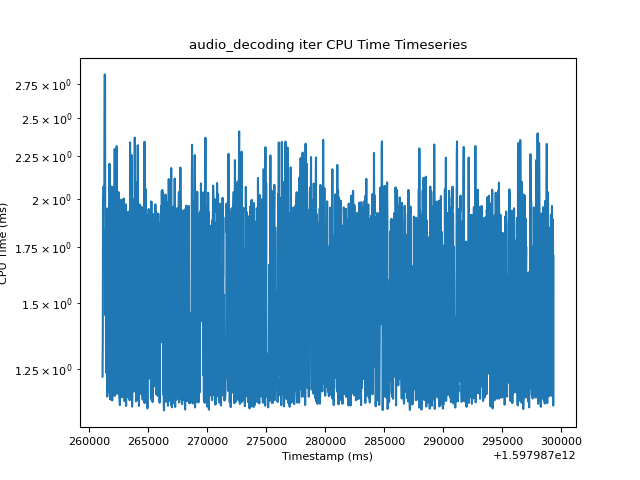 audio_decoding iter CPU Time Timeseries
CPU Time (ms)
2.75 × 10⁰
2.5 × 10⁰
2.25 × 10⁰
2 × 10⁰
1.75 × 10⁰
1.5 × 10⁰
1.25 × 10⁰
260000 265000 270000 275000 280000 285000 290000 295000 300000
Timestamp (ms)
+1.597987e12